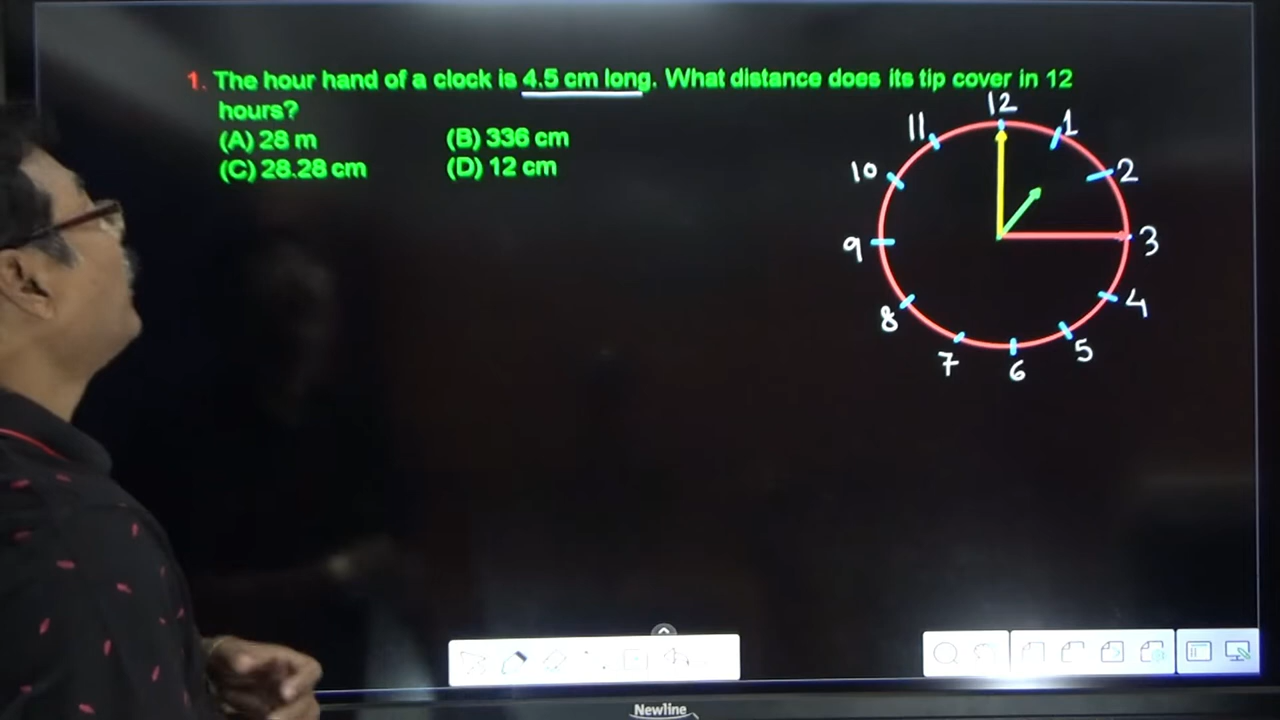 1. The hour hand of a clock is 4.5 cm long. What distance does its tip cover in 12
hours?
(A) 28 m (B) 336 cm
(C) 28.28 cm (D) 12 cm
12
11 1
10 2
9 3
8 4
7 5
6
Newline